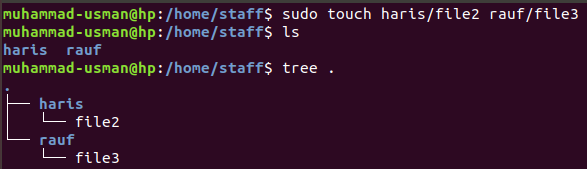 muhammad-usman@hp:/home/staff$ sudo touch haris/file2 rauf/file3
muhammad-usman@hp:/home/staff$ ls
haris  rauf
muhammad-usman@hp:/home/staff$ tree .
.
├── haris
│   └── file2
└── rauf
    └── file3